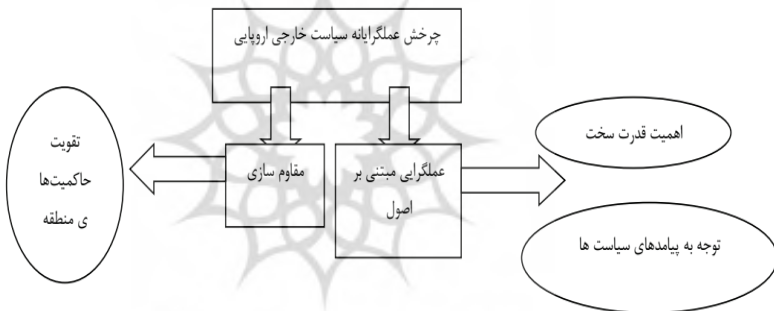 چرخش عملگرایانه سیاست خارجی اروپایی
اهمیت قدرت سخت
عملگرایی مبتنی بر
اصول
مقاوم سازی
تقویت
حاکمیت‌ها
ی منطقه
توجه به پیامدهای سیاست ها